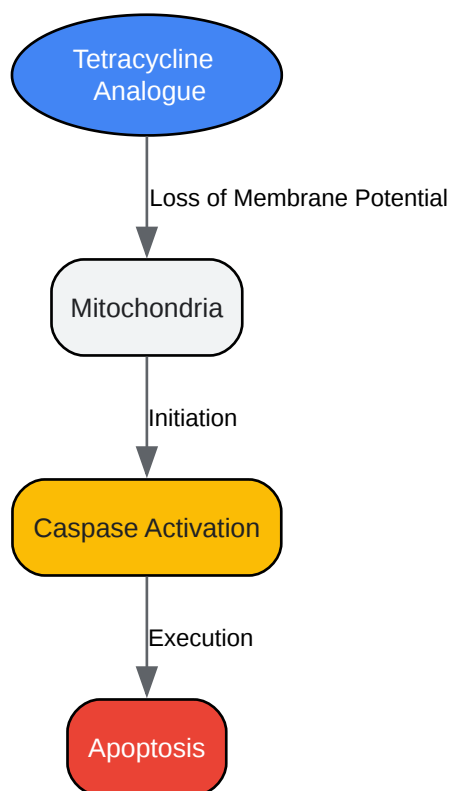 Tetracycline
Analogue
Loss of Membrane Potential
Mitochondria
Initiation
Caspase Activation
Execution
Apoptosis